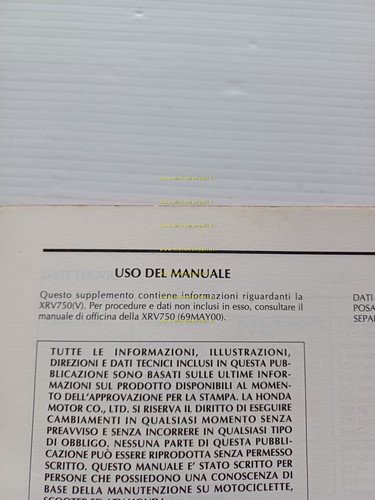 USO DEL MANUALE
Questo supplemento contiene informazioni riguardanti la
XRV750(V). Per procedure e dati non inclusi in esso, consultare il
manuale di officina della XRV750 (69MAY00).
TUTTE LE INFORMAZIONI, ILLUSTRAZIONI,
DIREZIONI E DATI TECNICI INCLUSI IN QUESTA PUB-
BLICAZIONE SONO BASATI SULLE ULTIME INFOR-
MAZIONI SUL PRODOTTO DISPONIBILI AL MOMEN-
TO DELL'APPROVAZIONE PER LA STAMPA. LA HONDA
MOTOR CO., LTD. SI RISERVA IL DIRITTO DI ESEGUIRE
CAMBIAMENTI IN QUALSIASI MOMENTO SENZA
PREAVVISO E SENZA INCORRERE IN QUALSIASI TIPO
DI OBBLIGO. NESSUNA PARTE DI QUESTA PUBBLI-
CAZIONE PUÒ ESSERE RIPRODOTTA SENZA PERMESSO
SCRITTO. QUESTO MANUALE E' STATO SCRITTO PER
PERSONE CHE POSSIEDONO UNA CONOSCENZA DI
BASE DELLA MANUTENZIONE SU MOTOCICLETTE,
DATI
POSA
SEPA